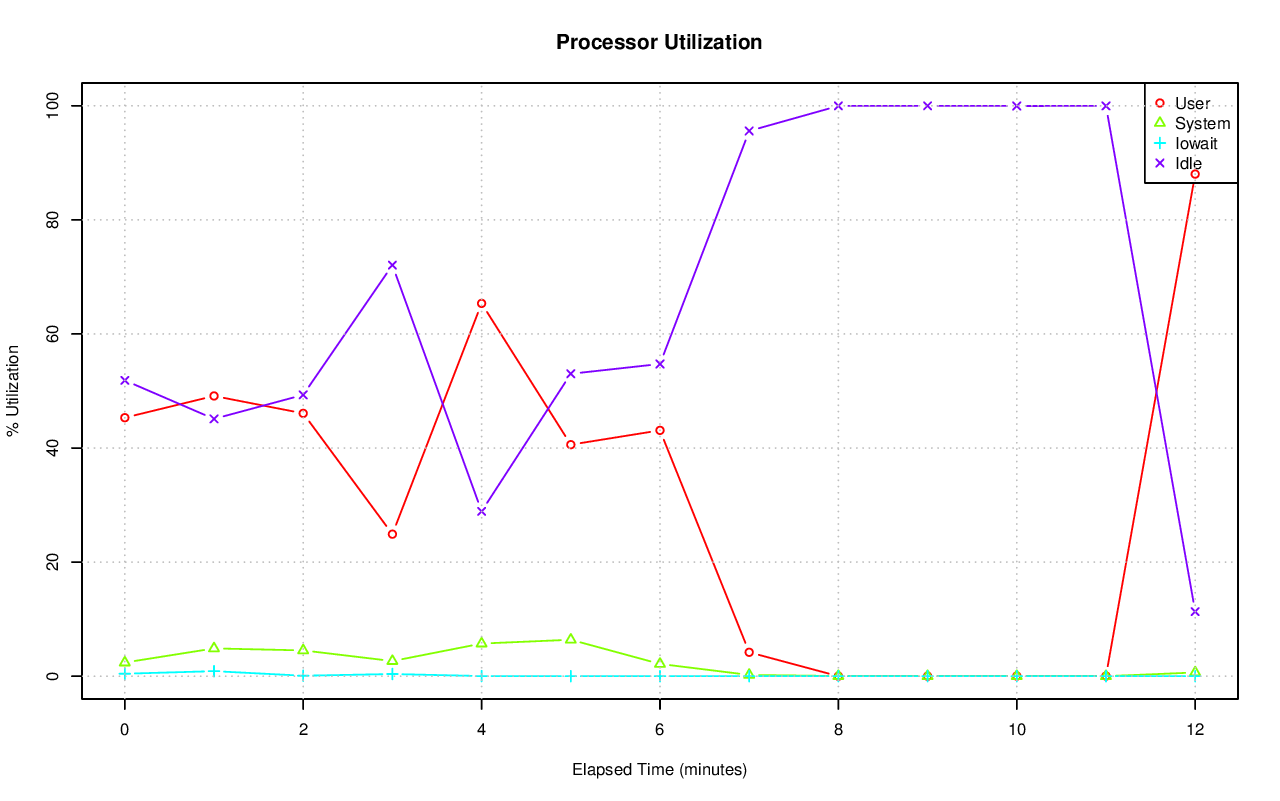 Processor Utilization
% Utilization
100
80
60
40
20
0
User
System
Iowait
Idle
0 2 4 6 8 10 12
Elapsed Time (minutes)